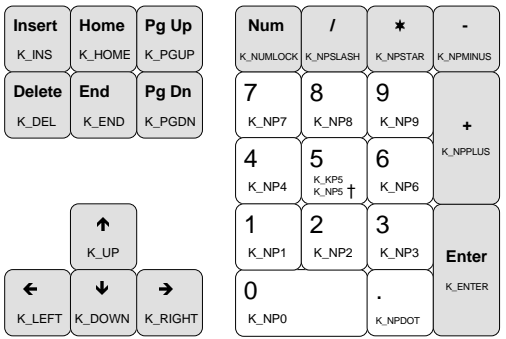 Insert Home Pg Up
K_INS K_HOME K_PGUP
Delete End Pg Dn
K_DEL K_END K_PGDN
↑
K_UP
← ↓ →
K_LEFT K_DOWN K_RIGHT
Num / * -
K_NUMLOCK K_NPSLASH K_NPSTAR K_NPMINUS
7 8 9
K_NP7 K_NP8 K_NP9
+
K_NPPLUS
4 5 6
K_NP4 K_KP5 K_NP6
K_NP5 †
1 2 3
K_NP1 K_NP2 K_NP3
Enter
K_ENTER
0 .
K_NP0 K_NPDOT